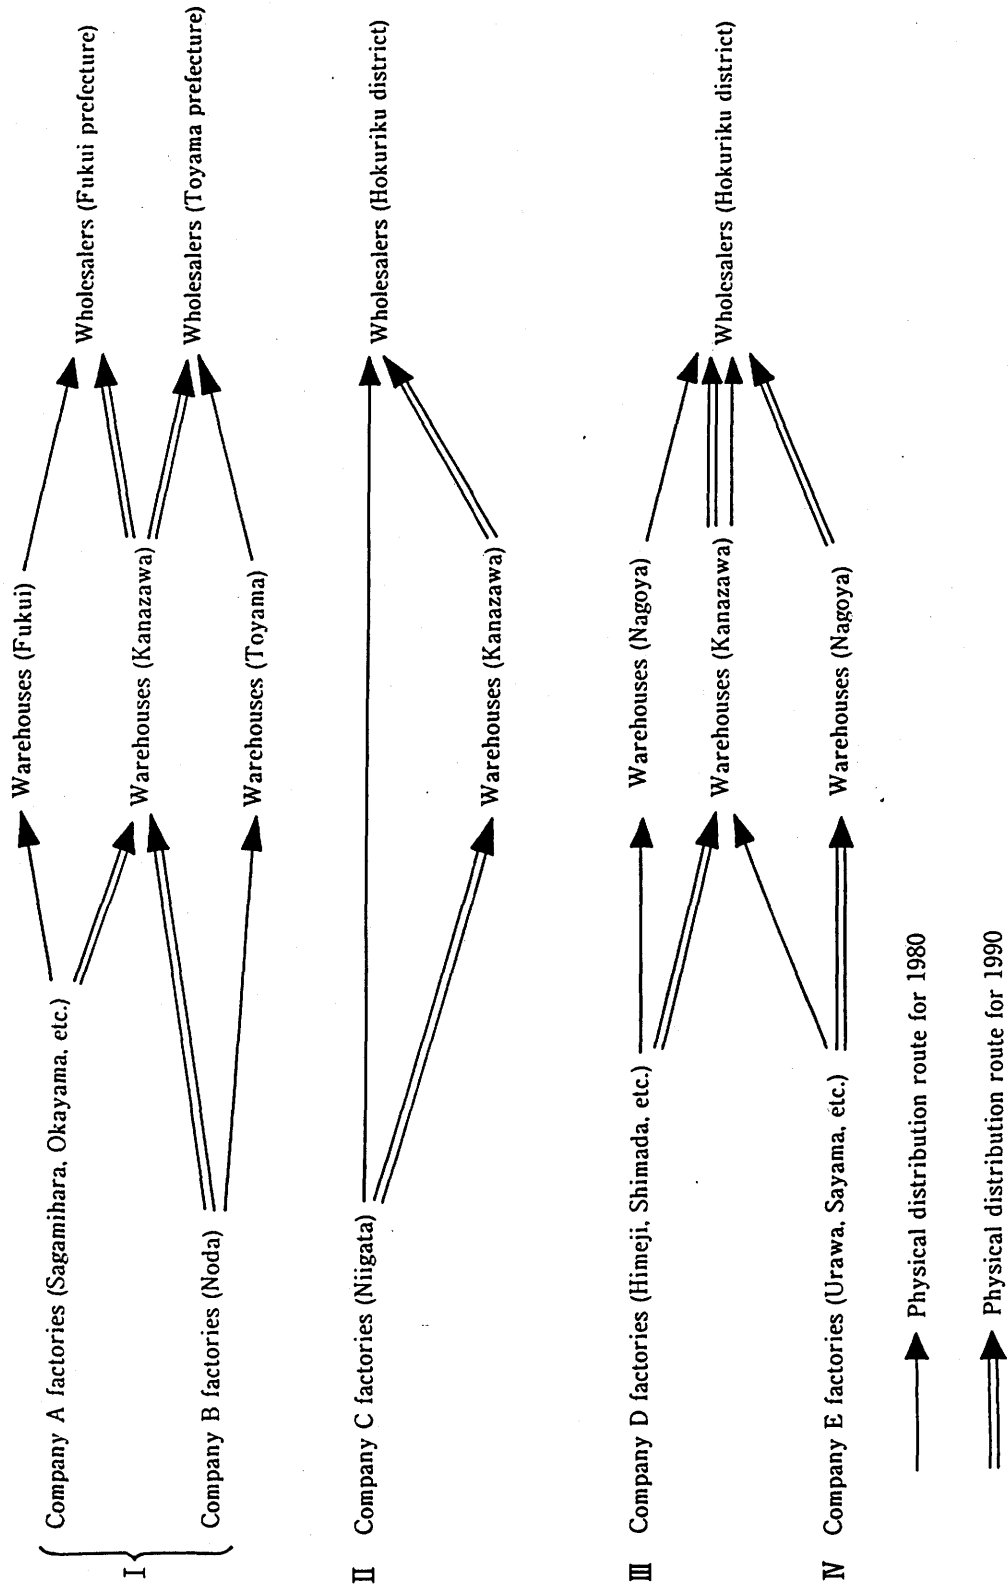 I
Company A factories (Sagamihara, Okayama, etc.)
Warehouses (Fukui)
Wholesalers (Fukui prefecture)
Warehouses (Kanazawa)
Company B factories (Noda)
Wholesalers (Toyama prefecture)
Warehouses (Toyama)
II Company C factories (Niigata)
Wholesalers (Hokuriku district)
Warehouses (Kanazawa)
III Company D factories (Himeji, Shimada, etc.)
Warehouses (Nagoya)
Warehouses (Kanazawa)
Wholesalers (Hokuriku district)
IV Company E factories (Urawa, Sayama, etc.)
Warehouses (Nagoya)
Physical distribution route for 1980
Physical distribution route for 1990